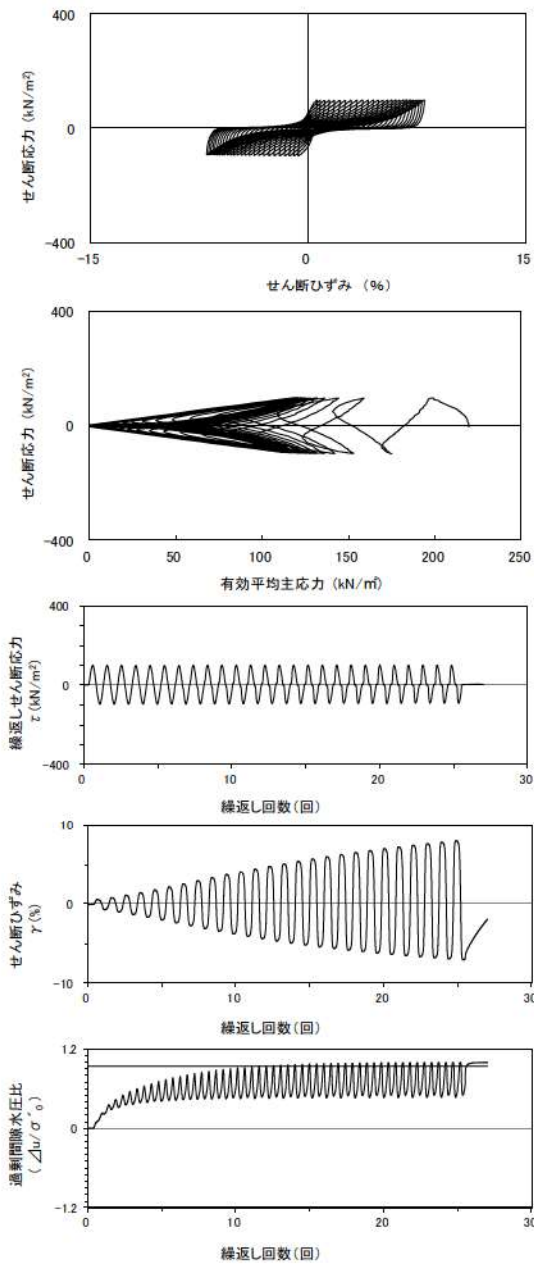 400
0
-400
せん断応力 (kN/m²)
-15
0
15
せん断ひずみ (%)
400
0
-400
せん断応力 (kN/m²)
0
50
100
150
200
250
有効平均主応力 (kN/㎡)
400
0
-400
繰返しせん断応力
τ (kN/m²)
0
10
20
30
繰返し回数(回)
10
0
-10
せん断ひずみ
γ(%)
0
10
20
30
繰返し回数(回)
1.2
0
-1.2
過剰間隙水圧比
(⊿u/σ'₀)
0
10
20
30
繰返し回数(回)